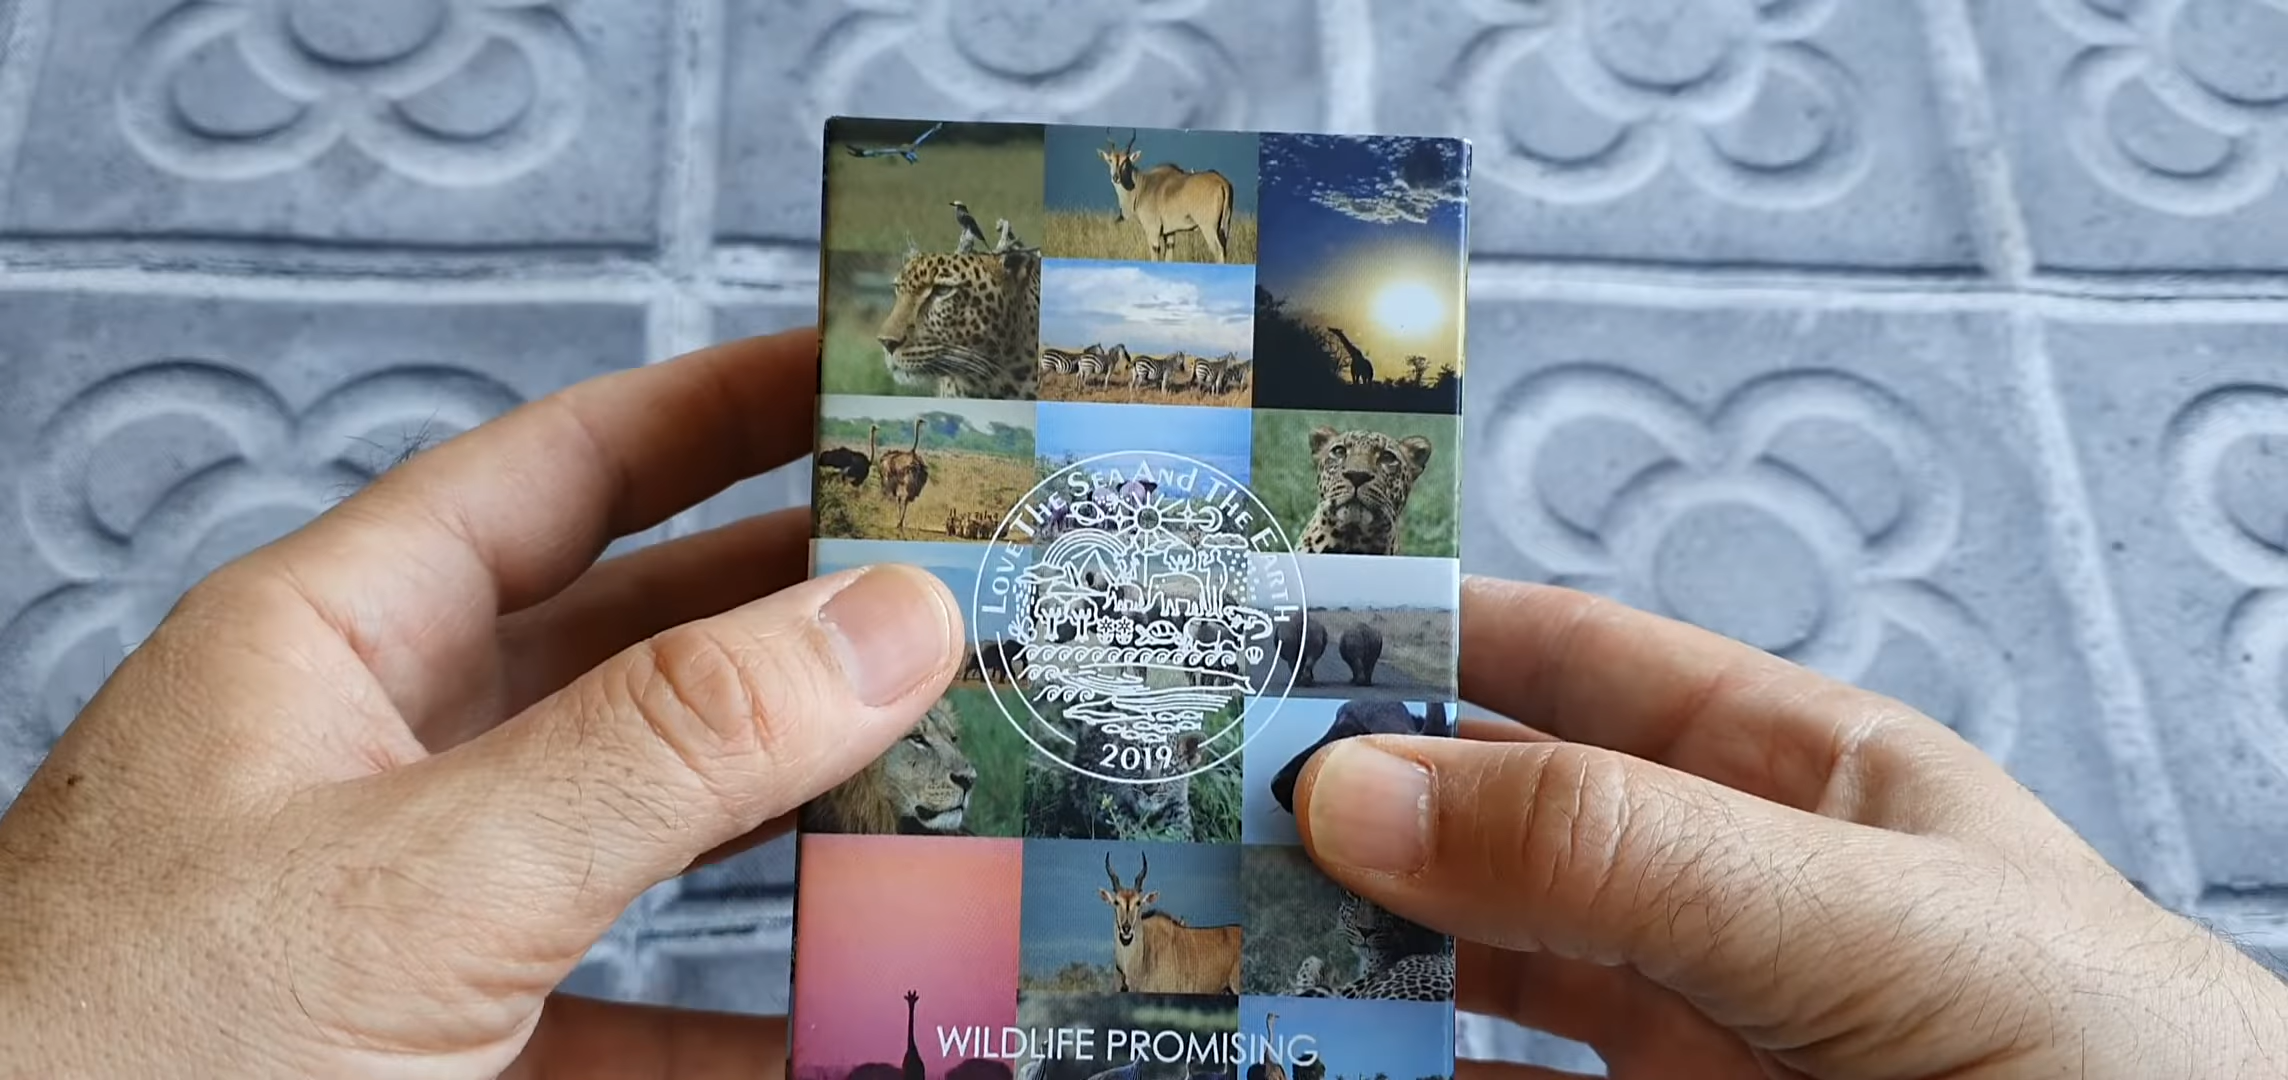 LOVE THE SEA AND THE EARTH
2019
WILDLIFE PROMISING